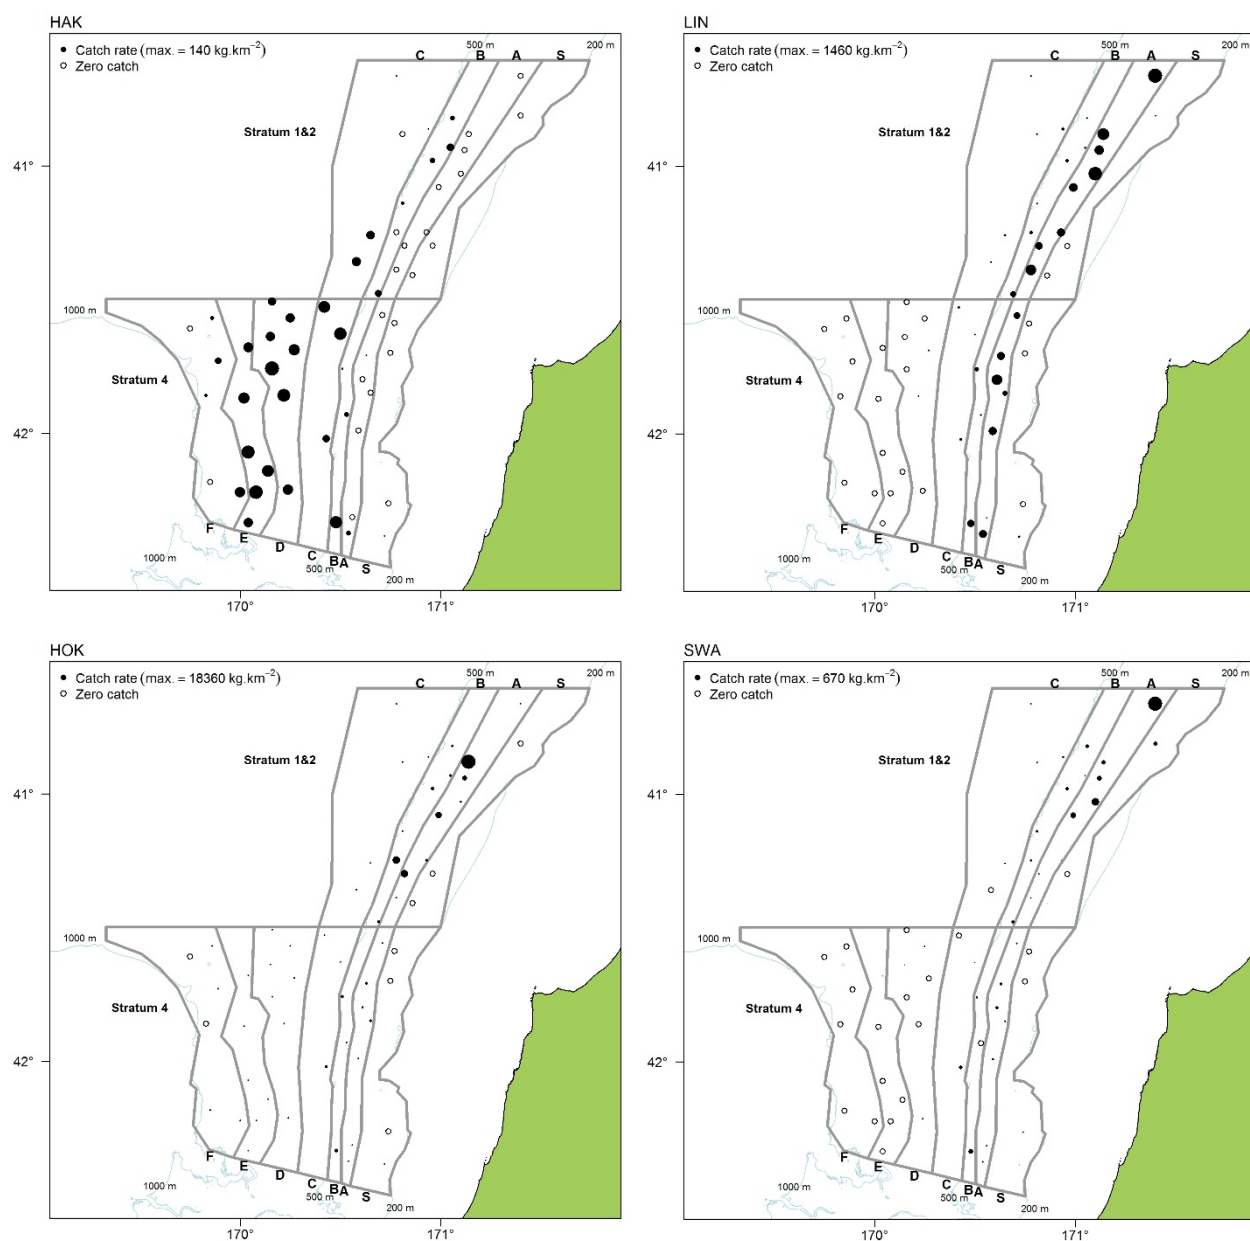 HAK
Catch rate (max. = 140 kg.km⁻²)
Zero catch
500 m
200 m
C B A S
Stratum 1&2
41°
1000 m
Stratum 4
42°
F E D C B A S
1000 m
500 m
200 m
170° 171°
LIN
Catch rate (max. = 1460 kg.km⁻²)
Zero catch
500 m
200 m
C B A S
Stratum 1&2
41°
1000 m
Stratum 4
42°
F E D C B A S
1000 m
500 m
200 m
170° 171°
HOK
Catch rate (max. = 18360 kg.km⁻²)
Zero catch
500 m
200 m
C B A S
Stratum 1&2
41°
1000 m
Stratum 4
42°
F E D C B A S
1000 m
500 m
200 m
170° 171°
SWA
Catch rate (max. = 670 kg.km⁻²)
Zero catch
500 m
200 m
C B A S
Stratum 1&2
41°
1000 m
Stratum 4
42°
F E D C B A S
1000 m
500 m
200 m
170° 171°